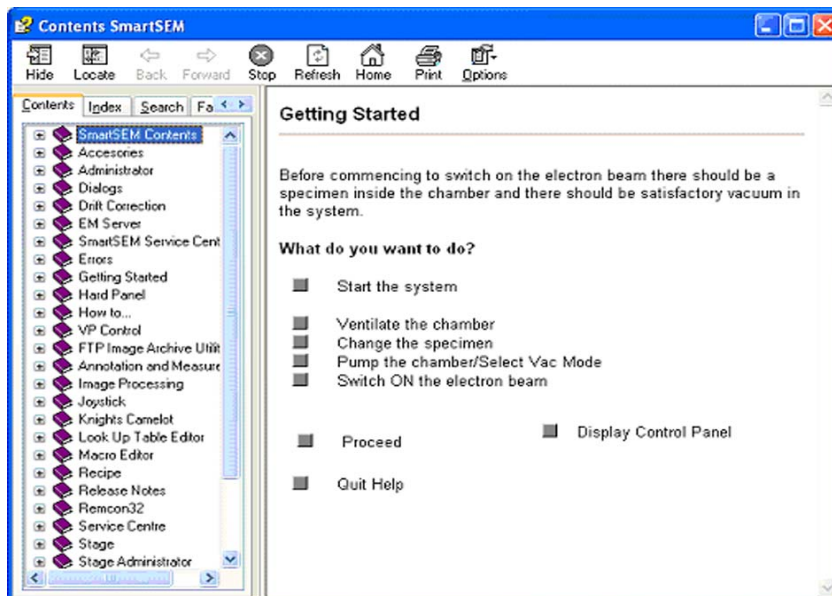 Contents SmartSEM
Hide Locate Back Forward Stop Refresh Home Print Options
Contents Index Search Fa
SmartSEM Contents
Accesories
Administrator
Dialogs
Drift Correction
EM Server
SmartSEM Service Cent
Errors
Getting Started
Hard Panel
How to...
VP Control
FTP Image Archive Utilit
Annotation and Measure
Image Processing
Joystick
Knights Camelot
Look Up Table Editor
Macro Editor
Recipe
Release Notes
Remcon32
Service Centre
Stage
Stage Administrator
Getting Started
Before commencing to switch on the electron beam there should be a
specimen inside the chamber and there should be satisfactory vacuum in
the system.
What do you want to do?
Start the system
Ventilate the chamber
Change the specimen
Pump the chamber/Select Vac Mode
Switch ON the electron beam
Proceed
Display Control Panel
Quit Help